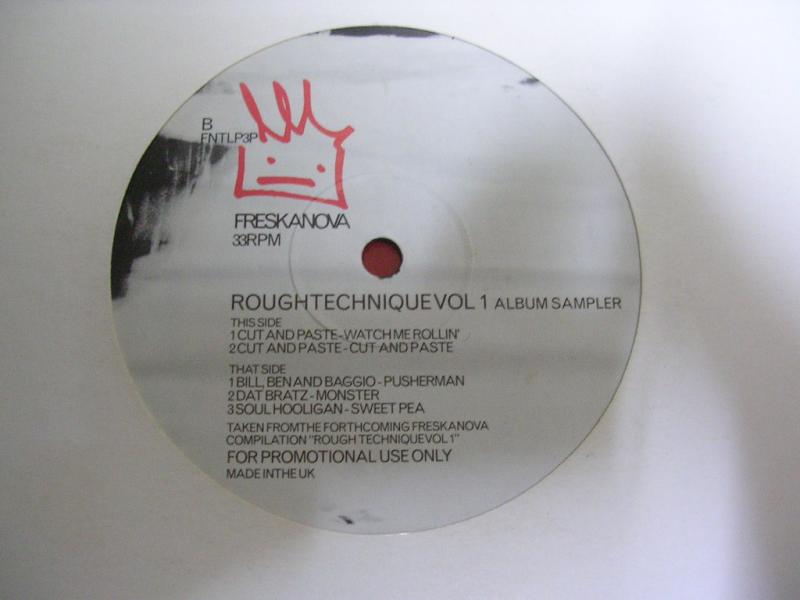 B
FNTLP3P
FRESKANOVA
33RPM
ROUGH TECHNIQUE VOL 1 ALBUM SAMPLER
THIS SIDE
1 CUT AND PASTE - WATCH ME ROLLIN'
2 CUT AND PASTE - CUT AND PASTE
THAT SIDE
1 BILL, BEN AND BAGGIO - PUSHERMAN
2 DAT BRATZ - MONSTER
3 SOUL HOOLIGAN - SWEET PEA
TAKEN FROM THE FORTHCOMING FRESKANOVA
COMPILATION "ROUGH TECHNIQUE VOL 1"
FOR PROMOTIONAL USE ONLY
MADE IN THE UK